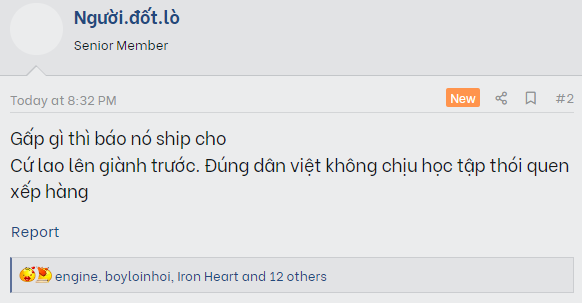 Người.đốt.lò
Senior Member
Today at 8:32 PM
New
#2
Gấp gì thì báo nó ship cho
Cứ lao lên giành trước. Đúng dân việt không chịu học tập thói quen
xếp hàng
Report
engine, boyloinhoi, Iron Heart and 12 others